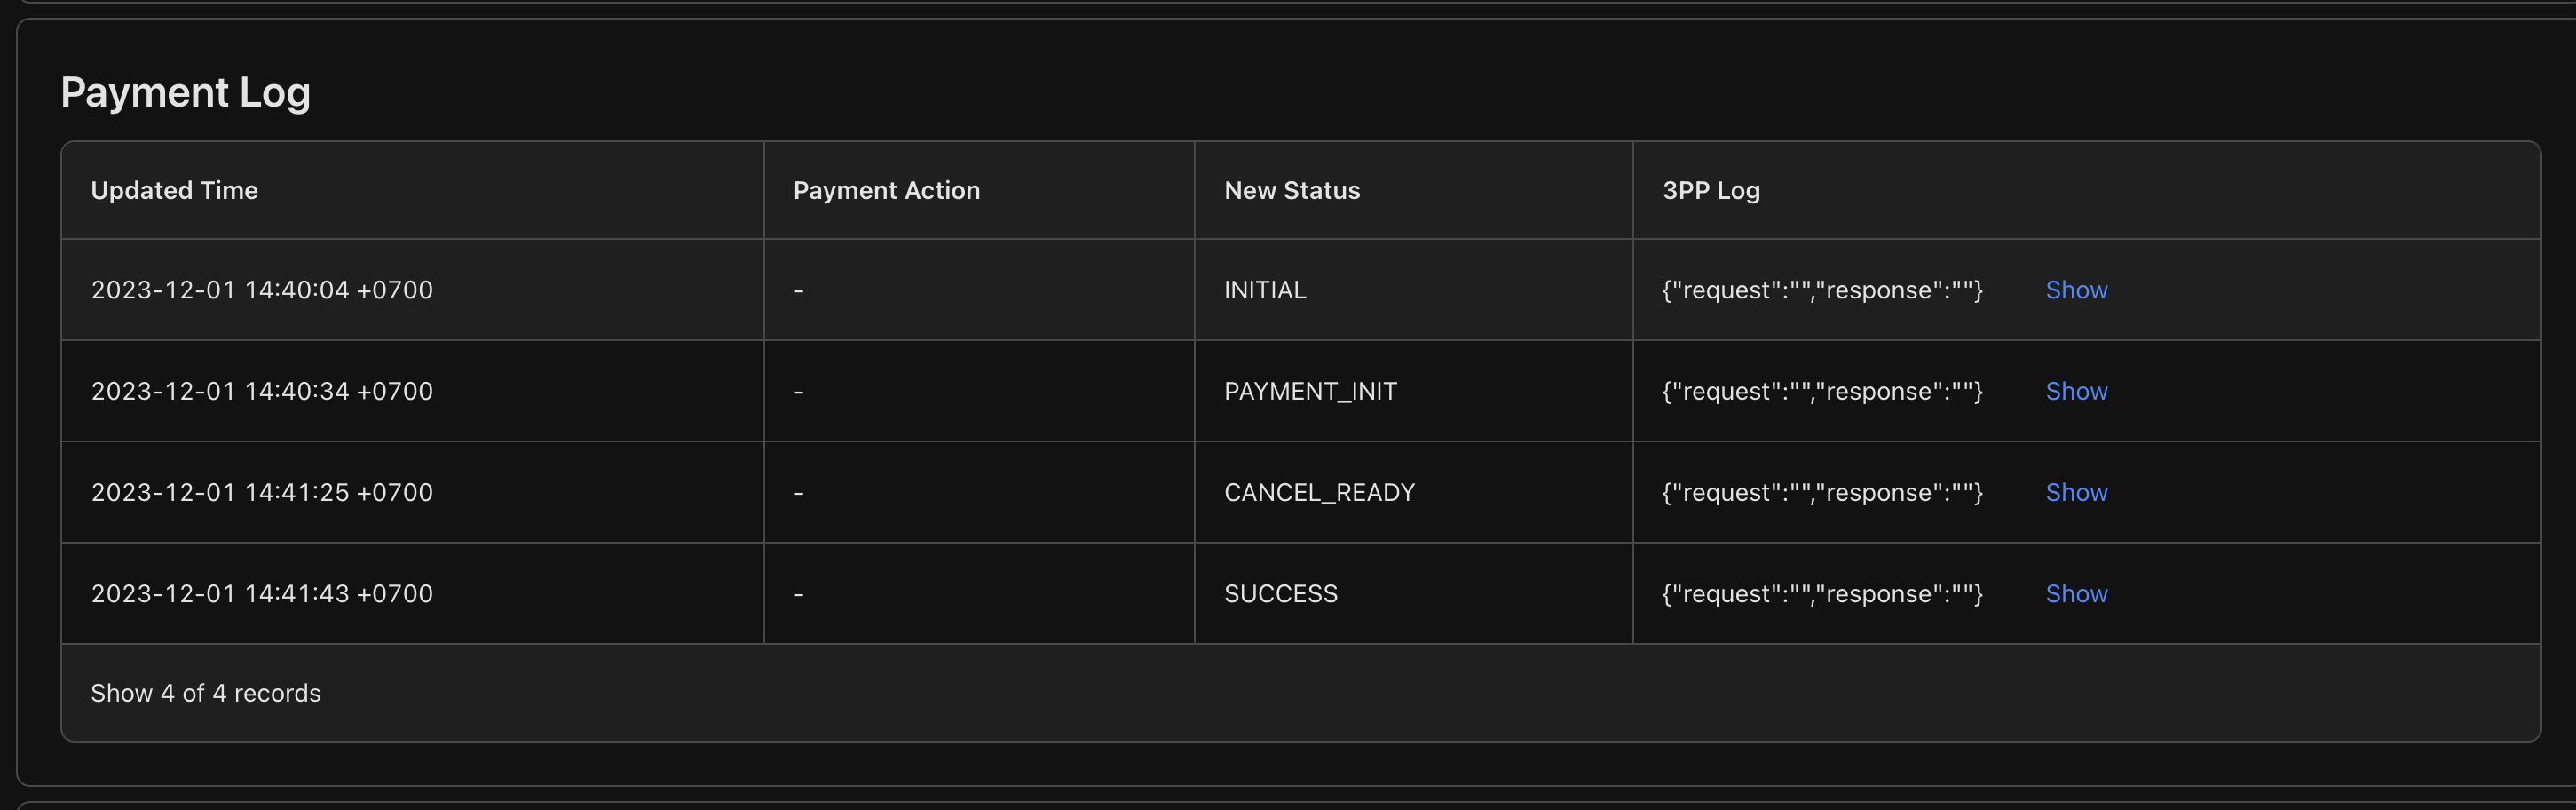 Payment Log
Updated Time Payment Action New Status 3PP Log
2023-12-01 14:40:04 +0700 - INITIAL {"request":"","response":""} Show
2023-12-01 14:40:34 +0700 - PAYMENT_INIT {"request":"","response":""} Show
2023-12-01 14:41:25 +0700 - CANCEL_READY {"request":"","response":""} Show
2023-12-01 14:41:43 +0700 - SUCCESS {"request":"","response":""} Show
Show 4 of 4 records